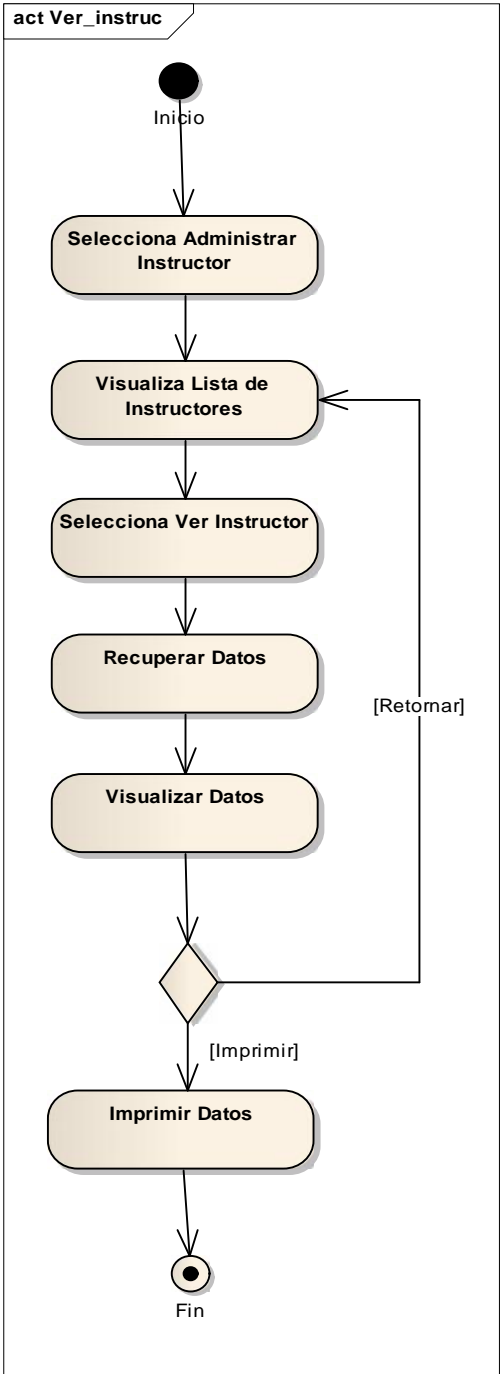 act Ver_instruc
Inicio
Selecciona Administrar
Instructor
Visualiza Lista de
Instructores
Selecciona Ver Instructor
Recuperar Datos
[Retornar]
Visualizar Datos
[Imprimir]
Imprimir Datos
Fin